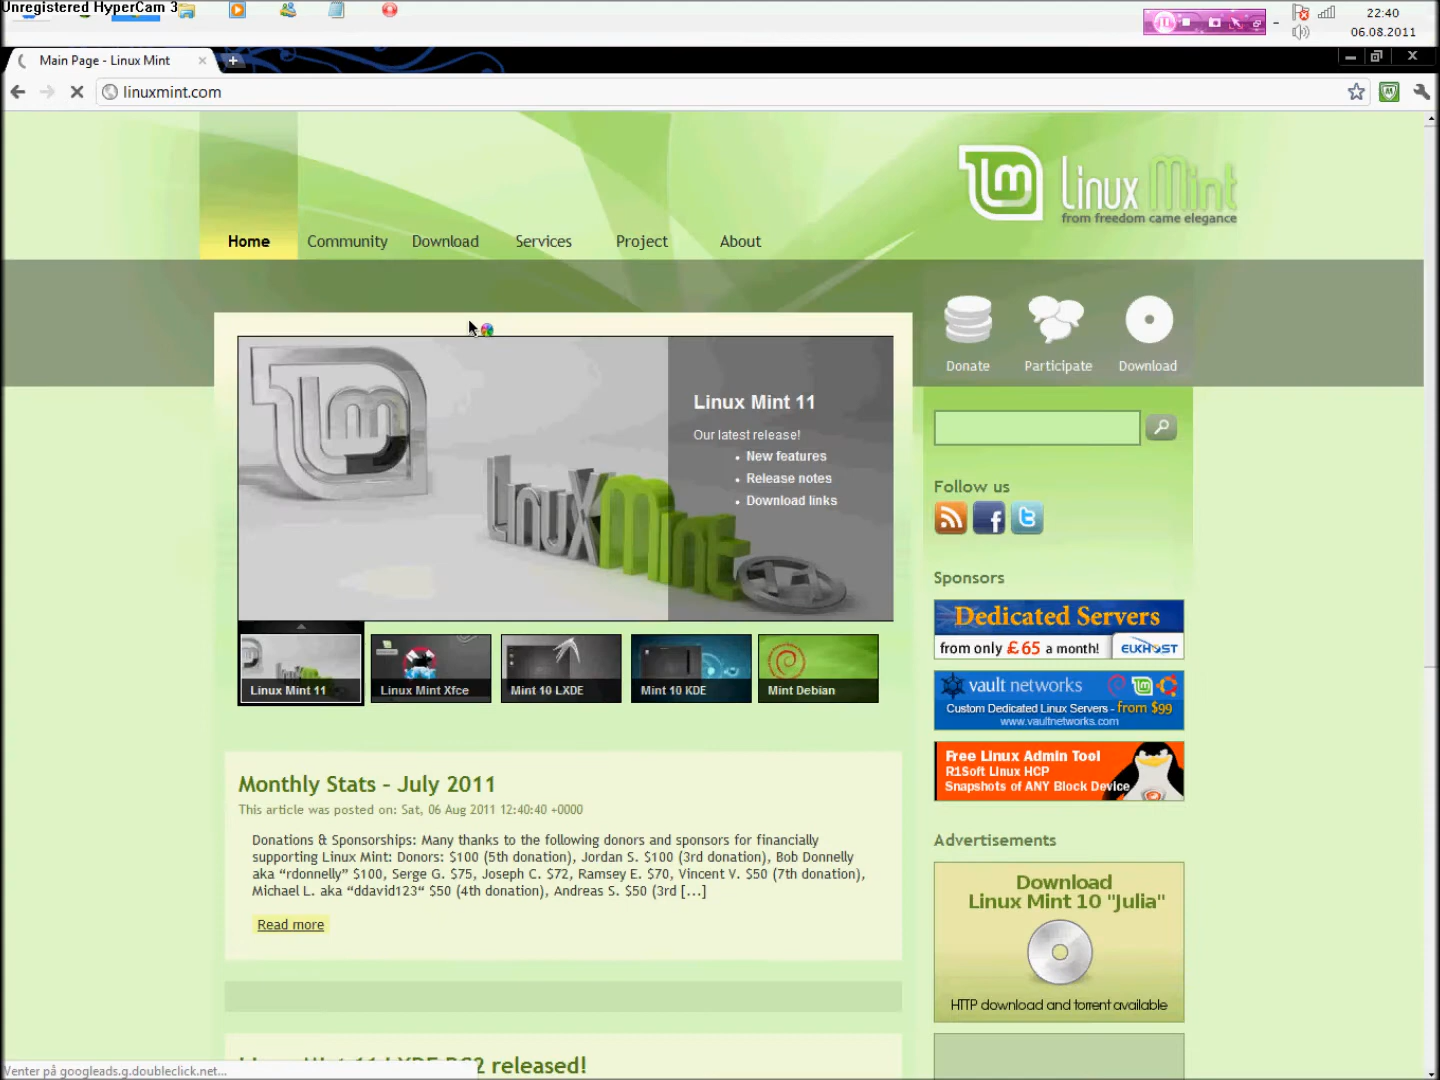 Unregistered HyperCam 3
22:40
06.08.2011
Main Page - Linux Mint
linuxmint.com
Linux Mint
from freedom came elegance
Home
Community
Download
Services
Project
About
Donate
Participate
Download
Linux Mint 11
Our latest release!
New features
Release notes
Download links
LinuxMint
11
Follow us
Sponsors
Dedicated Servers
from only £65 a month!
EUKHOST
vault networks
Custom Dedicated Linux Servers - from $99
www.vaultnetworks.com
Free Linux Admin Tool
R1Soft Linux HCP
Snapshots of ANY Block Device
Linux Mint 11
Linux Mint Xfce
Mint 10 LXDE
Mint 10 KDE
Mint Debian
Monthly Stats – July 2011
This article was posted on: Sat, 06 Aug 2011 12:40:40 +0000
Donations & Sponsorships: Many thanks to the following donors and sponsors for financially
supporting Linux Mint: Donors: $100 (5th donation), Jordan S. $100 (3rd donation), Bob Donnelly
aka “rdonnelly” $100, Serge G. $75, Joseph C. $72, Ramsey E. $70, Vincent V. $50 (7th donation),
Michael L. aka “ddavid123“ $50 (4th donation), Andreas S. $50 (3rd [...]
Read more
Advertisements
Download
Linux Mint 10 "Julia"
HTTP download and torrent available
Linux Mint 11 LXDE RC2 released!
Venter på googleads.g.doubleclick.net...